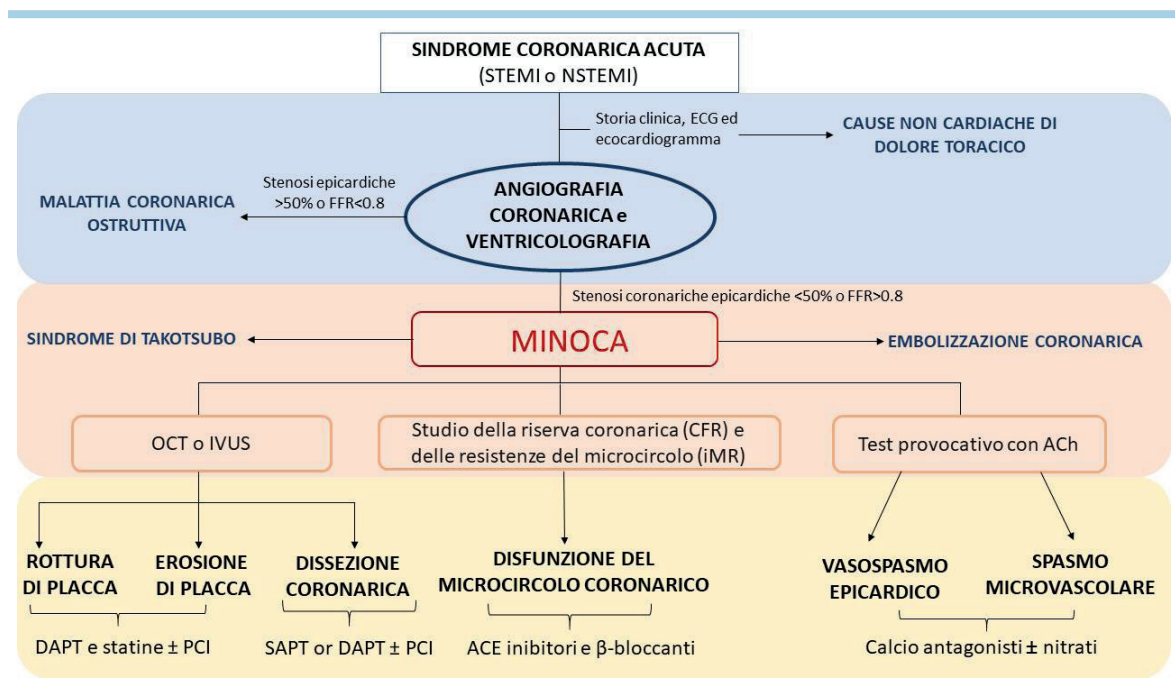 SINDROME CORONARICA ACUTA
(STEMI o NSTEMI)
Storia clinica, ECG ed
ecocardiogramma
CAUSE NON CARDIACHE DI
DOLORE TORACICO
Stenosi epicardiche
>50% o FFR<0.8
MALATTIA CORONARICA
OSTRUTTIVA
ANGIOGRAFIA
CORONARICA e
VENTRICOLOGRAFIA
Stenosi coronariche epicardiche <50% o FFR>0.8
SINDROME DI TAKOTSUBO
MINOCA
EMBOLIZZAZIONE CORONARICA
OCT o IVUS
Studio della riserva coronarica (CFR) e
delle resistenze del microcircolo (iMR)
Test provocativo con ACh
ROTTURA
DI PLACCA
EROSIONE
DI PLACCA
DISSEZIONE
CORONARICA
DISFUNZIONE DEL
MICROCIRCOLO CORONARICO
VASOSPASMO
EPICARDICO
SPASMO
MICROVASCOLARE
DAPT e statine ± PCI
SAPT or DAPT ± PCI
ACE inibitori e β-bloccanti
Calcio antagonisti ± nitrati